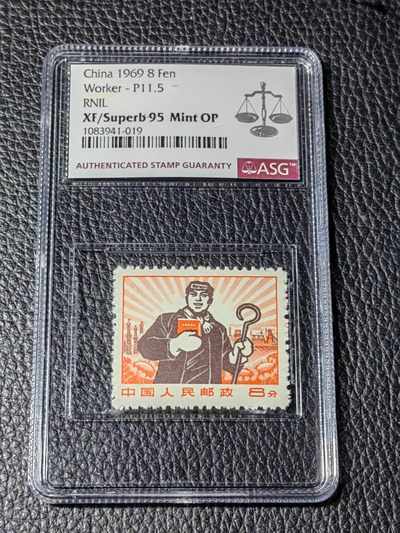 China 1969 8 Fen
Worker - P11.5
RNIL
XF/Superb 95 Mint OP
1083941-019
AUTHENTICATED STAMP GUARANTY
ASG™
中国人民邮政 8分